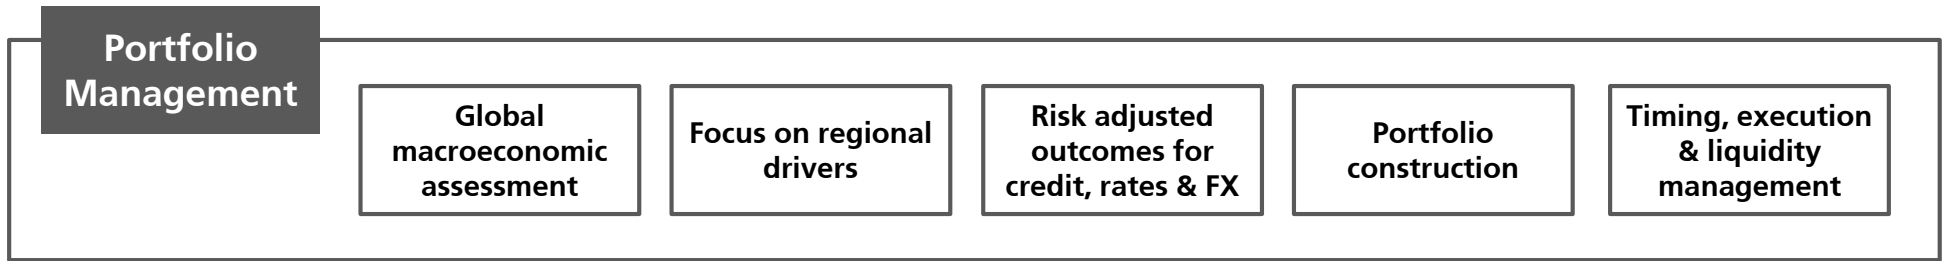 Portfolio
Management
Global
macroeconomic
assessment
Focus on regional
drivers
Risk adjusted
outcomes for
credit, rates & FX
Portfolio
construction
Timing, execution
& liquidity
management